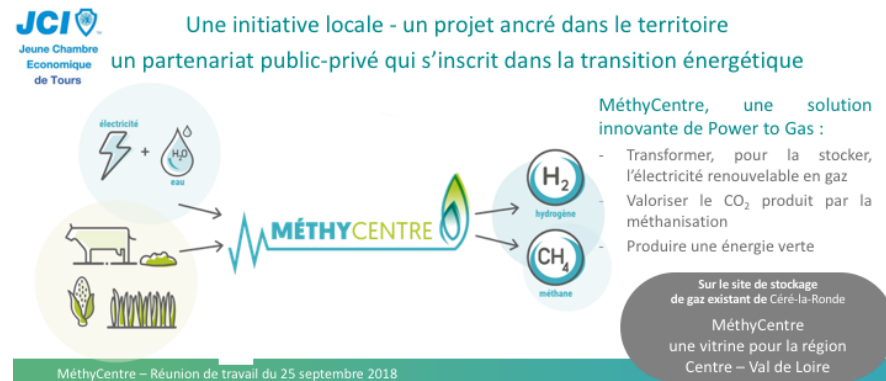 JCI
Jeune Chambre
Economique
de Tours
Une initiative locale - un projet ancré dans le territoire
un partenariat public-privé qui s’inscrit dans la transition énergétique
électricité
+
H₂O
eau
MÉTHYCENTRE
H₂
hydrogène
CH₄
méthane
MéthyCentre, une solution
innovante de Power to Gas :
- Transformer, pour la stocker,
l’électricité renouvelable en gaz
- Valoriser le CO₂ produit par la
méthanisation
- Produire une énergie verte
Sur le site de stockage
de gaz existant de Céré-la-Ronde
MéthyCentre
une vitrine pour la région
Centre – Val de Loire
MéthyCentre – Réunion de travail du 25 septembre 2018